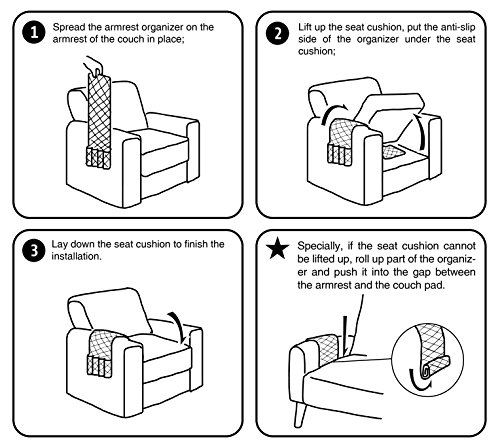 1 Spread the armrest organizer on the
armrest of the couch in place;
2 Lift up the seat cushion, put the anti-slip
side of the organizer under the seat
cushion;
3 Lay down the seat cushion to finish the
installation.
Specially, if the seat cushion cannot
be lifted up, roll up part of the organiz-
er and push it into the gap between
the armrest and the couch pad.